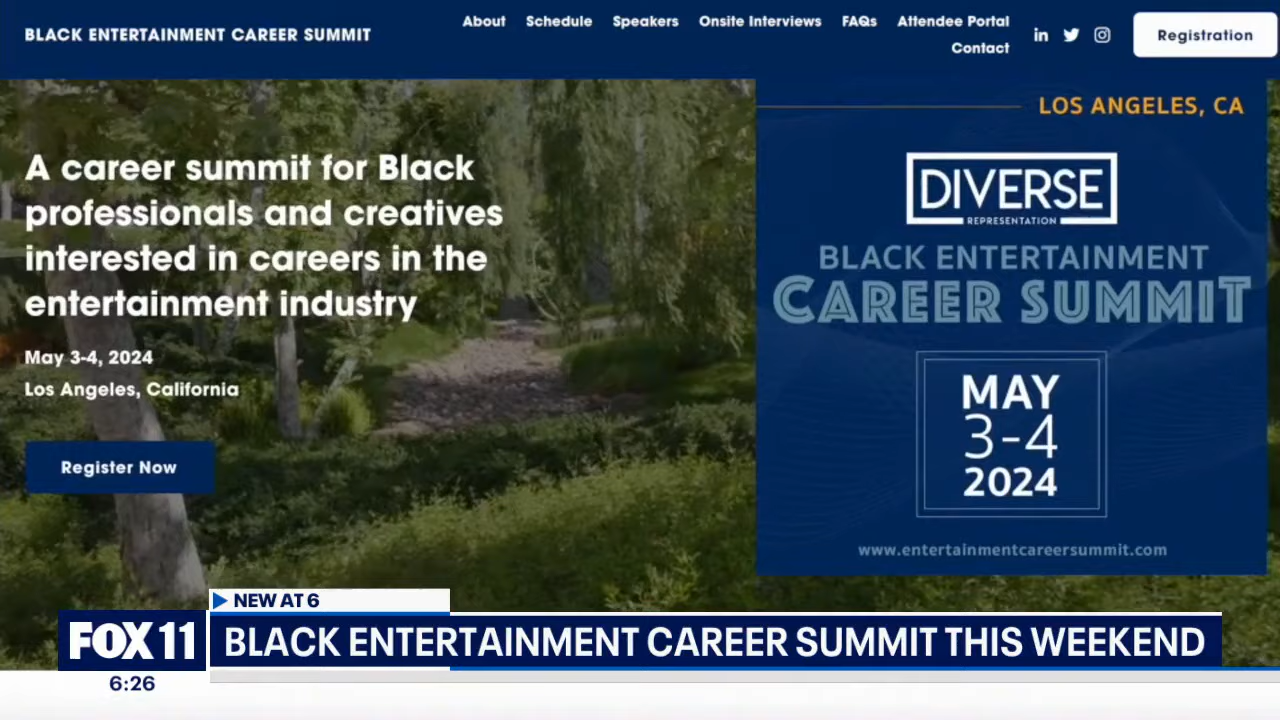 BLACK ENTERTAINMENT CAREER SUMMIT
About Schedule Speakers Onsite Interviews FAQs Attendee Portal
Contact
in
Registration
A career summit for Black
professionals and creatives
interested in careers in the
entertainment industry
May 3-4, 2024
Los Angeles, California
Register Now
LOS ANGELES, CA
DIVERSE
REPRESENTATION
BLACK ENTERTAINMENT
CAREER SUMMIT
MAY
3-4
2024
www.entertainmentcareersummit.com
NEW AT 6
FOX 11
BLACK ENTERTAINMENT CAREER SUMMIT THIS WEEKEND
6:26